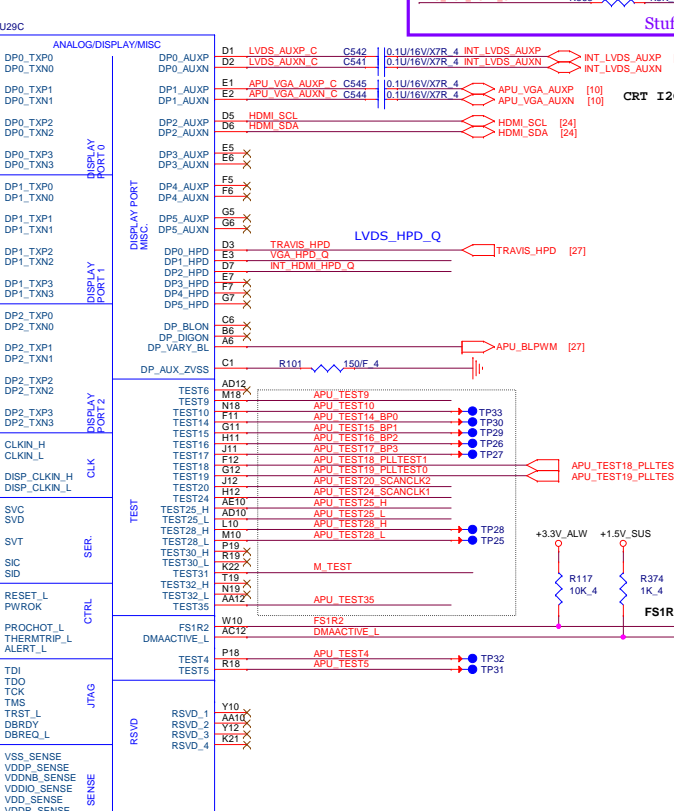 Stuf
U29C
ANALOG/DISPLAY/MISC
DP0_TXP0 DP0_AUXP D1 LVDS_AUXP_C C542 0.1U/16V/X7R_4 INT_LVDS_AUXP INT_LVDS_AUXP
DP0_TXN0 DP0_AUXN D2 LVDS_AUXN_C C541 0.1U/16V/X7R_4 INT_LVDS_AUXN INT_LVDS_AUXN
DP0_TXP1 DP1_AUXP E1 APU_VGA_AUXP_C C545 0.1U/16V/X7R_4 APU_VGA_AUXP [10]
DP0_TXN1 DP1_AUXN E2 APU_VGA_AUXN_C C544 0.1U/16V/X7R_4 APU_VGA_AUXN [10]
CRT I2
DP0_TXP2 DP2_AUXP D5 HDMI_SCL HDMI_SCL [24]
DP0_TXN2 DP2_AUXN D6 HDMI_SDA HDMI_SDA [24]
DP0_TXP3 DP3_AUXP E5
DP0_TXN3 DP3_AUXN E6
DISPLAY PORT 0
DP1_TXP0 DP4_AUXP F5
DP1_TXN0 DP4_AUXN F6
DP1_TXP1 DP5_AUXP G5
DP1_TXN1 DP5_AUXN G6
DISPLAY PORT MISC.
LVDS_HPD_Q
DP1_TXP2 DP0_HPD D3 TRAVIS_HPD TRAVIS_HPD [27]
DP1_TXN2 DP1_HPD E3 VGA_HPD_Q
DP2_HPD D7 INT_HDMI_HPD_Q
DP1_TXP3 DP3_HPD E7
DP1_TXN3 DP4_HPD F7
DP5_HPD G7
DISPLAY PORT 1
DP2_TXP0 DP_BLON C6
DP2_TXN0 DP_DIGON B6
DP2_TXP1 DP_VARY_BL A6 APU_BLPWM [27]
DP2_TXN1
DP_AUX_ZVSS C1 R101 150/F_4
DP2_TXP2
DP2_TXN2
DP2_TXP3
DP2_TXN3
DISPLAY PORT 2
TEST6 AD12
TEST9 M18 APU_TEST9
TEST10 N18 APU_TEST10 TP33
TEST14 F11 APU_TEST14_BP0 TP30
TEST15 G11 APU_TEST15_BP1 TP29
CLKIN_H TEST16 H11 APU_TEST16_BP2 TP26
CLKIN_L TEST17 J11 APU_TEST17_BP3 TP27
TEST18 F12 APU_TEST18_PLLTEST1 APU_TEST18_PLLTES
DISP_CLKIN_H TEST19 G12 APU_TEST19_PLLTEST0 APU_TEST19_PLLTES
DISP_CLKIN_L TEST20 J12 APU_TEST20_SCANCLK2
CLK
TEST24 H12 APU_TEST24_SCANCLK1
SVC TEST25_H AE10 APU_TEST25_H
SVD TEST25_L AD10 APU_TEST25_L
TEST28_H L10 APU_TEST28_H TP28
SVT TEST28_L M10 APU_TEST28_L TP25
TEST
SER.
+3.3V_ALW +1.5V_SUS
TEST30_H P19
SIC TEST30_L R19
SID TEST31 K22 M_TEST
TEST32_H T19
RESET_L TEST32_L N19
PWROK TEST35 AA12 APU_TEST35
R117 10K_4
R374 1K_4
CTRL
FS1R
PROCHOT_L FS1R2 W10 FS1R2
THERMTRIP_L DMAACTIVE_L AC12 DMAACTIVE_L
ALERT_L
TEST4 P18 APU_TEST4 TP32
TDI TEST5 R18 APU_TEST5 TP31
TDO
TCK
TMS
TRST_L
DBRDY
DBREQ_L
JTAG
RSVD_1 Y10
RSVD_2 AA10
RSVD_3 Y12
RSVD_4 K21
RSVD
VSS_SENSE
VDDP_SENSE
VDDNB_SENSE
VDDIO_SENSE
VDD_SENSE
VDDR_SENSE
SENSE